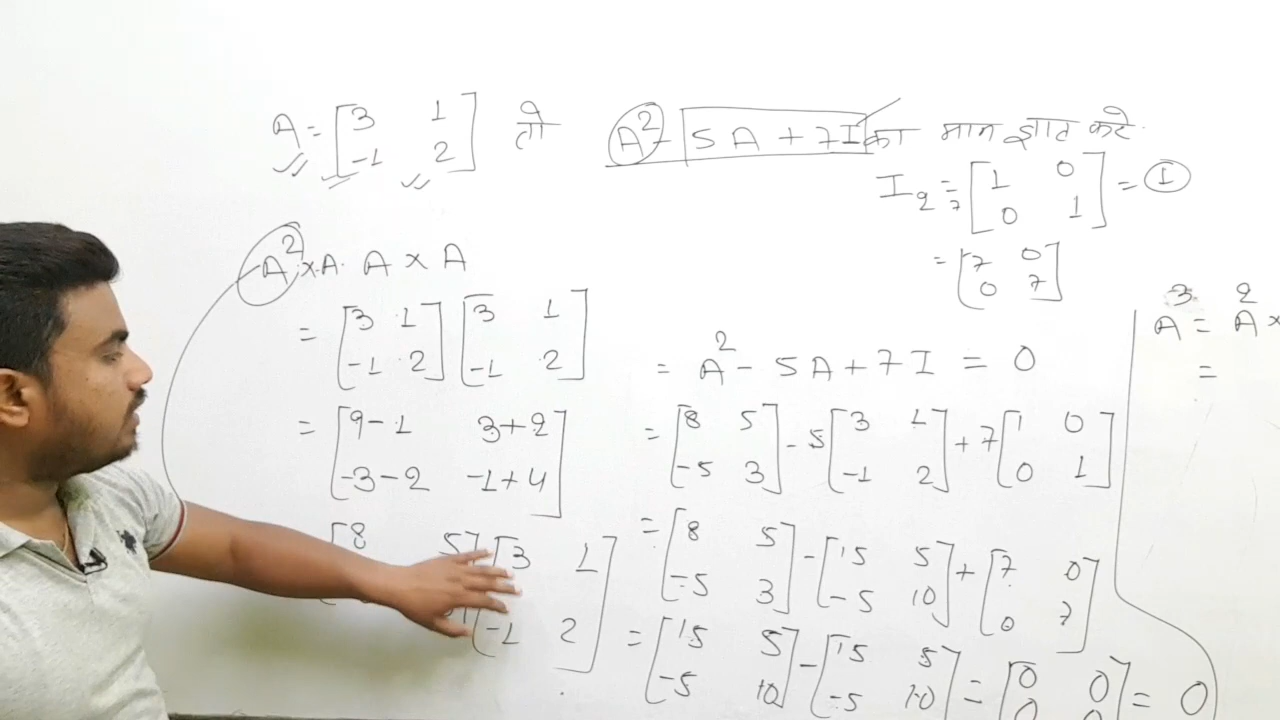 A = [3 1; -1 2] तो A² - 5A + 7I का मान ज्ञात करे.
I₂ = 7 [1 0; 0 1] = I
= [7 0; 0 7]
A² × A. A × A
= [3 1; -1 2] [3 1; -1 2]
= [9-1 3+2; -3-2 -1+4]
[8 5] [3 1; -1 2]
= A² - 5A + 7I = 0
= [8 5; -5 3] - 5 [3 1; -1 2] + 7 [1 0; 0 1]
= [8 5; -5 3] - [15 5; -5 10] + [7 0; 0 7]
= [15 5; -5 10] - [15 5; -5 10] = [0 0; 0 0] = 0
A³ = A² ×
=